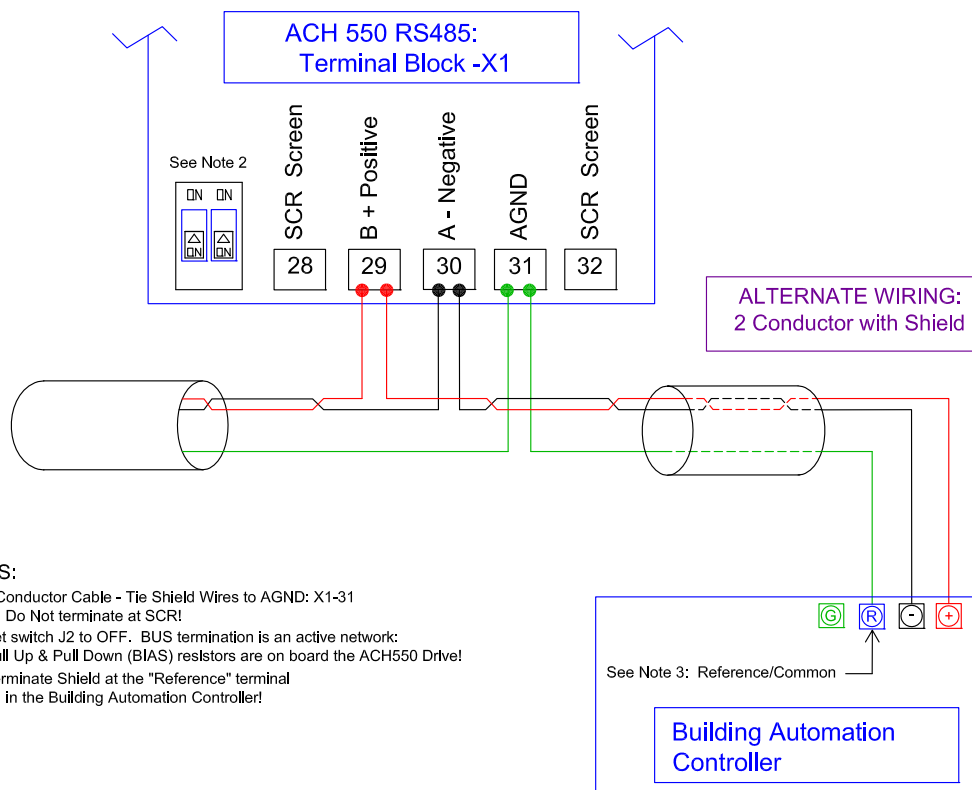 ACH 550 RS485:
Terminal Block -X1
See Note 2
ON ON
ON ON
SCR Screen
B + Positive
A - Negative
AGND
SCR Screen
28
29
30
31
32
ALTERNATE WIRING:
2 Conductor with Shield
S:
Conductor Cable - Tie Shield Wires to AGND: X1-31
Do Not terminate at SCR!
et switch J2 to OFF. BUS termination is an active network:
ll Up & Pull Down (BIAS) resistors are on board the ACH550 Drive!
erminate Shield at the "Reference" terminal
in the Building Automation Controller!
G R - +
See Note 3: Reference/Common
Building Automation
Controller